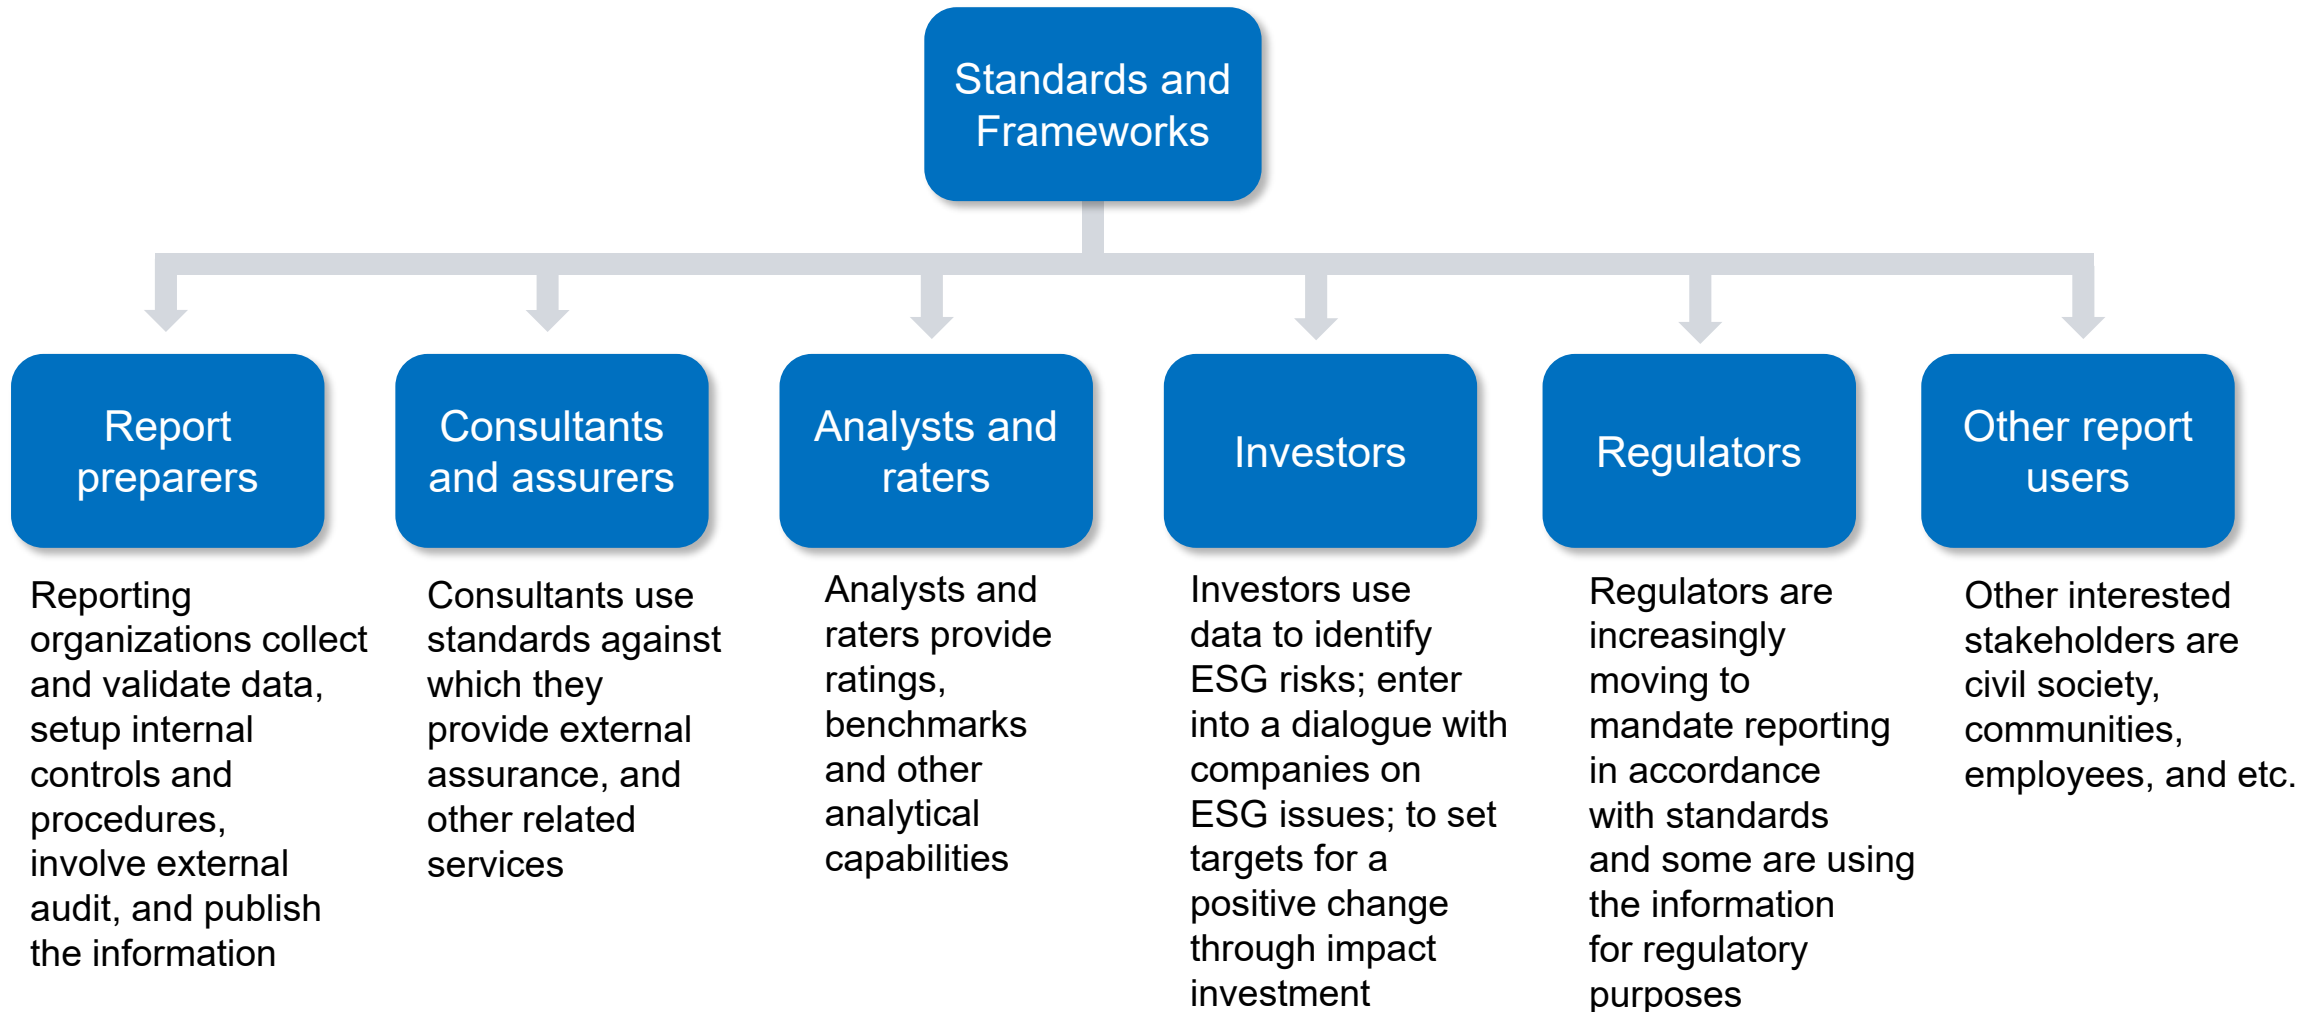 Standards and
Frameworks
Report
preparers
Consultants
and assurers
Analysts and
raters
Investors
Regulators
Other report
users
Reporting
organizations collect
and validate data,
setup internal
controls and
procedures,
involve external
audit, and publish
the information
Consultants use
standards against
which they
provide external
assurance, and
other related
services
Analysts and
raters provide
ratings,
benchmarks
and other
analytical
capabilities
Investors use
data to identify
ESG risks; enter
into a dialogue with
companies on
ESG issues; to set
targets for a
positive change
through impact
investment
Regulators are
increasingly
moving to
mandate reporting
in accordance
with standards
and some are using
the information
for regulatory
purposes
Other interested
stakeholders are
civil society,
communities,
employees, and etc.